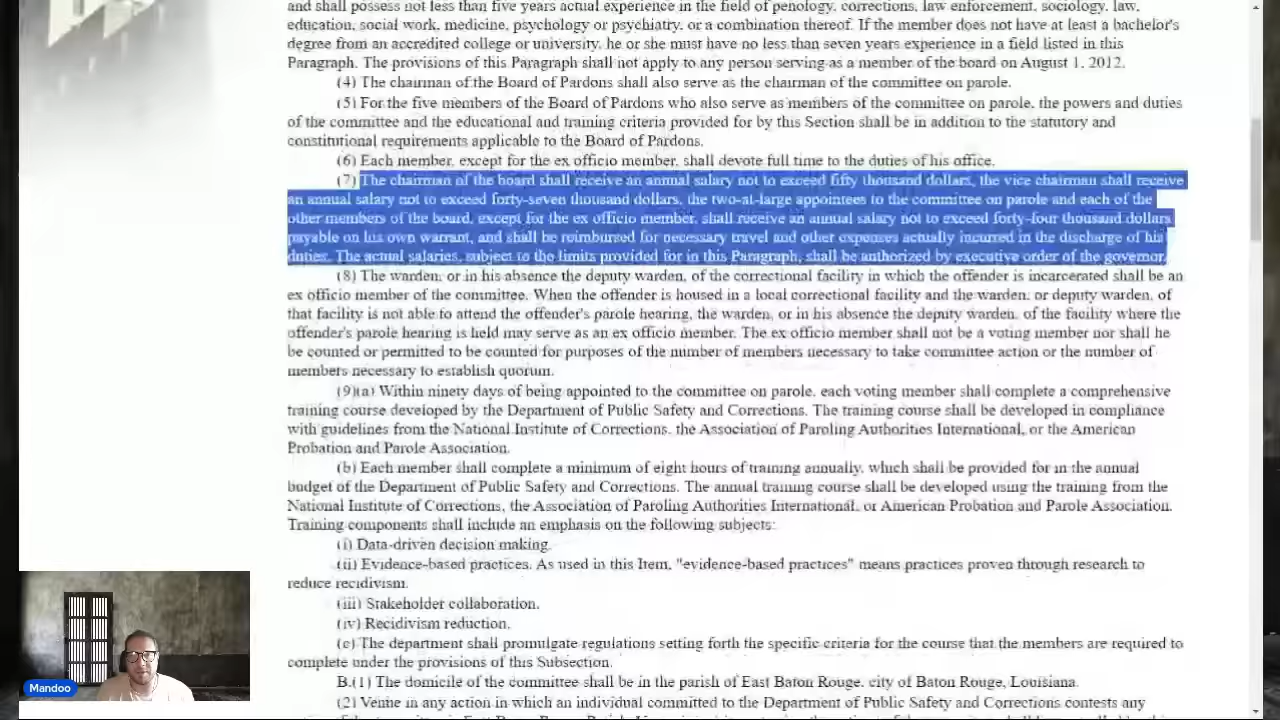 and shall possess not less than five years actual experience in the field of penology, corrections, law enforcement, sociology, law,
education, social work, medicine, psychology or psychiatry, or a combination thereof. If the member does not have at least a bachelor's
degree from an accredited college or university, he or she must have no less than seven years experience in a field listed in this
Paragraph. The provisions of this Paragraph shall not apply to any person serving as a member of the board on August 1, 2012.
(4) The chairman of the Board of Pardons shall also serve as the chairman of the committee on parole.
(5) For the five members of the Board of Pardons who also serve as members of the committee on parole, the powers and duties
of the committee and the educational and training criteria provided for by this Section shall be in addition to the statutory and
constitutional requirements applicable to the Board of Pardons.
(6) Each member, except for the ex officio member, shall devote full time to the duties of his office.
(7) The chairman of the board shall receive an annual salary not to exceed fifty thousand dollars, the vice chairman shall receive
an annual salary not to exceed forty-seven thousand dollars, the two-at-large appointees to the committee on parole and each of the
other members of the board, except for the ex officio member, shall receive an annual salary not to exceed forty-four thousand dollars
payable on his own warrant, and shall be reimbursed for necessary travel and other expenses actually incurred in the discharge of his
duties. The actual salaries, subject to the limits provided for in this Paragraph, shall be authorized by executive order of the governor.
(8) The warden, or in his absence the deputy warden, of the correctional facility in which the offender is incarcerated shall be an
ex officio member of the committee. When the offender is housed in a local correctional facility and the warden, or deputy warden, of
that facility is not able to attend the offender's parole hearing, the warden, or in his absence the deputy warden, of the facility where the
offender's parole hearing is held may serve as an ex officio member. The ex officio member shall not be a voting member nor shall he
be counted or permitted to be counted for purposes of the number of members necessary to take committee action or the number of
members necessary to establish quorum.
(9)(a) Within ninety days of being appointed to the committee on parole, each voting member shall complete a comprehensive
training course developed by the Department of Public Safety and Corrections. The training course shall be developed in compliance
with guidelines from the National Institute of Corrections, the Association of Paroling Authorities International, or the American
Probation and Parole Association.
(b) Each member shall complete a minimum of eight hours of training annually, which shall be provided for in the annual
budget of the Department of Public Safety and Corrections. The annual training course shall be developed using the training from the
National Institute of Corrections, the Association of Paroling Authorities International, or American Probation and Parole Association.
Training components shall include an emphasis on the following subjects:
(i) Data-driven decision making.
(ii) Evidence-based practices. As used in this Item, "evidence-based practices" means practices proven through research to
reduce recidivism.
(iii) Stakeholder collaboration.
(iv) Recidivism reduction.
(c) The department shall promulgate regulations setting forth the specific criteria for the course that the members are required to
complete under the provisions of this Subsection.
B.(1) The domicile of the committee shall be in the parish of East Baton Rouge, city of Baton Rouge, Louisiana.
(2) Venue in any action in which an individual committed to the Department of Public Safety and Corrections contests any
Mandoo